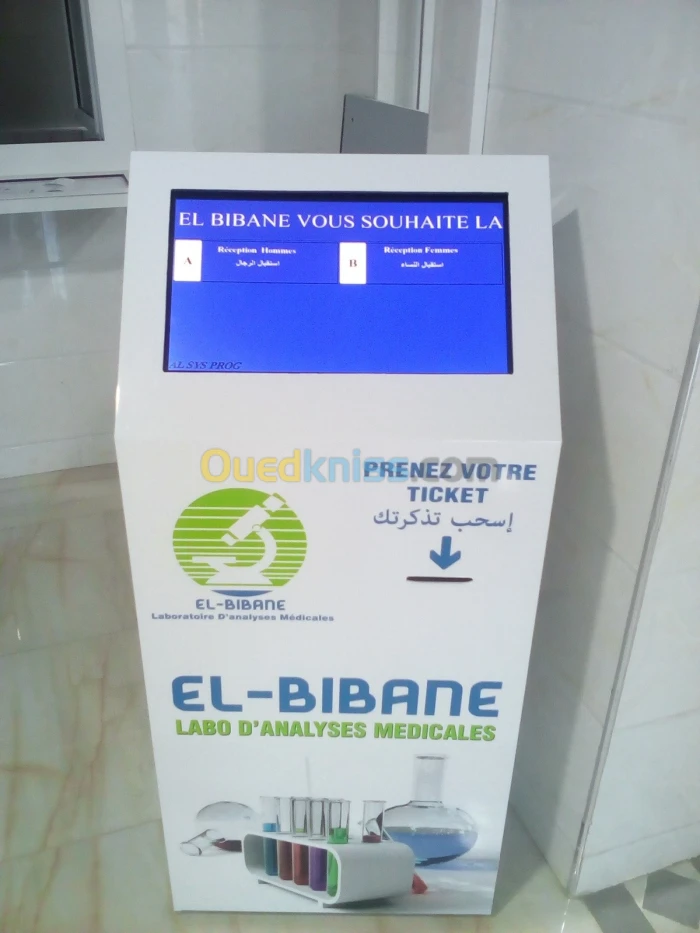 EL BIBANE VOUS SOUHAITE LA
A
Réception Hommes
استقبال الرجال
B
Réception Femmes
استقبال النساء
AL SYS PROG
Ouedkniss.com
PRENEZ VOTRE
TICKET
إسحب تذكرتك
EL-BIBANE
Laboratoire D'analyses Médicales
EL-BIBANE
LABO D'ANALYSES MEDICALES